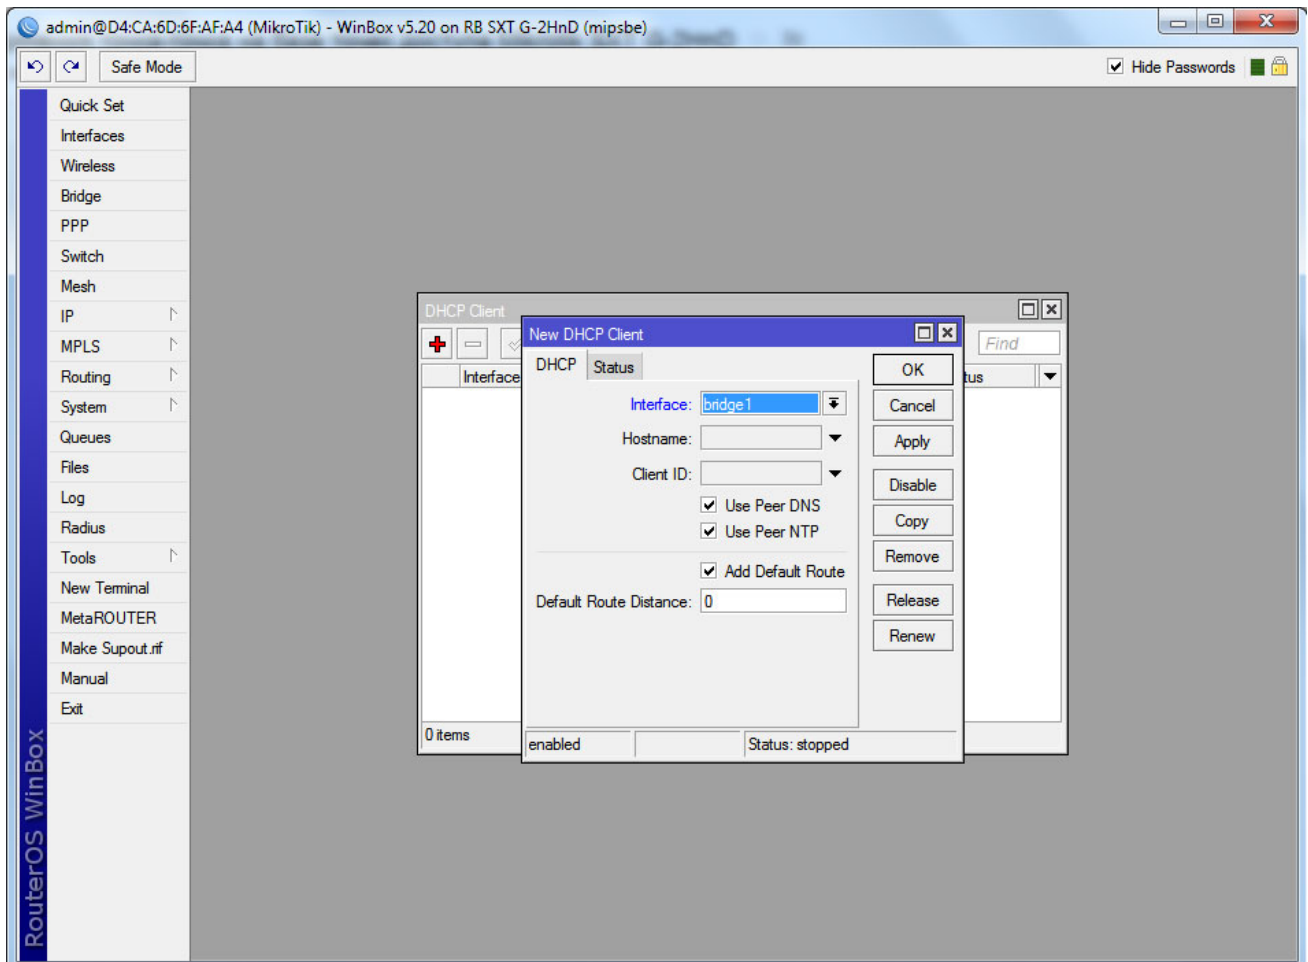 admin@D4:CA:6D:6F:AF:A4 (MikroTik) - WinBox v5.20 on RB SXT G-2HnD (mipsbe)
Safe Mode
Hide Passwords
Quick Set
Interfaces
Wireless
Bridge
PPP
Switch
Mesh
IP
MPLS
Routing
System
Queues
Files
Log
Radius
Tools
New Terminal
MetaROUTER
Make Supout.rif
Manual
Exit
RouterOS WinBox
DHCP Client
Find
Interface
tus
0 items
New DHCP Client
DHCP Status
Interface: bridge1
Hostname:
Client ID:
Use Peer DNS
Use Peer NTP
Add Default Route
Default Route Distance: 0
OK
Cancel
Apply
Disable
Copy
Remove
Release
Renew
enabled
Status: stopped